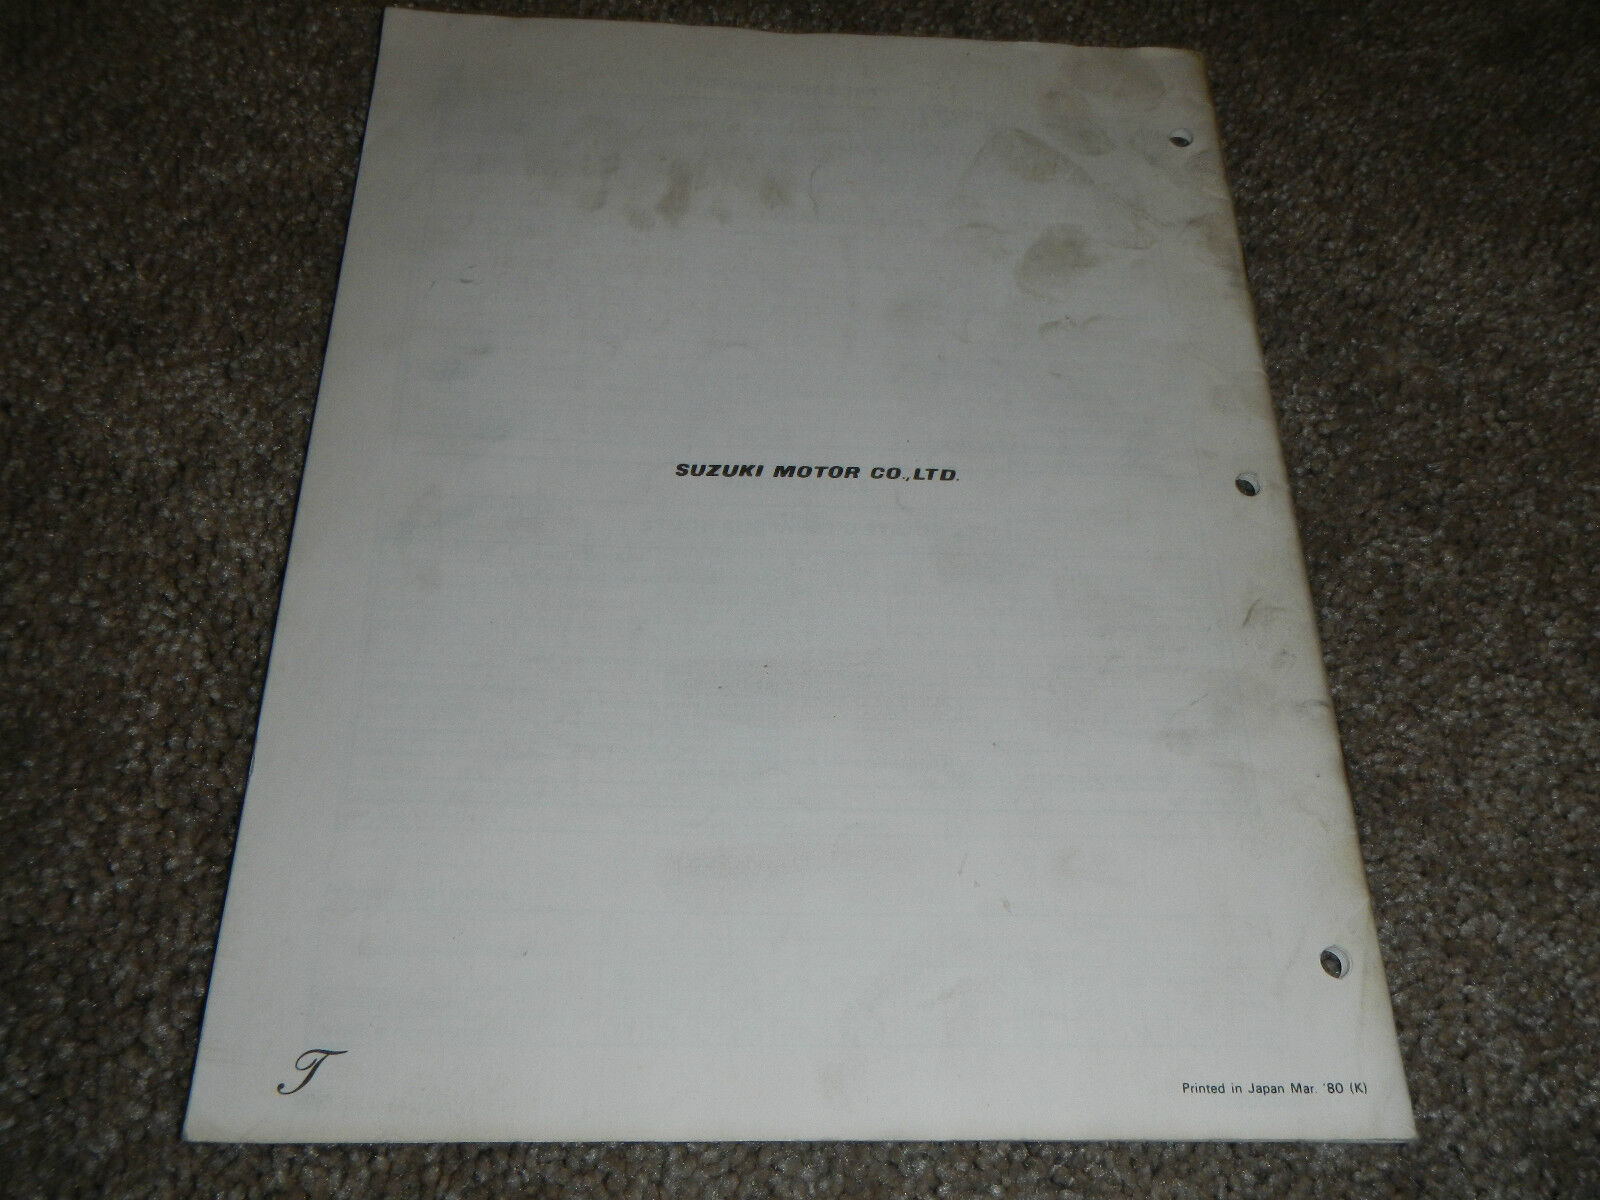 SUZUKI MOTOR CO.,LTD.
T
Printed in Japan Mar. '80 (K)